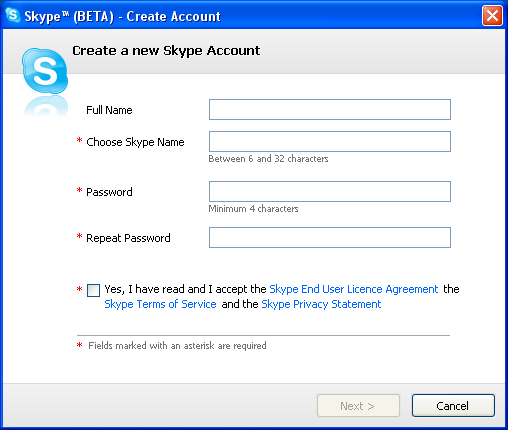 Skype™ (BETA) - Create Account
Create a new Skype Account
Full Name
* Choose Skype Name
Between 6 and 32 characters
* Password
Minimum 4 characters
* Repeat Password
* Yes, I have read and I accept the Skype End User Licence Agreement the
Skype Terms of Service and the Skype Privacy Statement
* Fields marked with an asterisk are required
Next >
Cancel